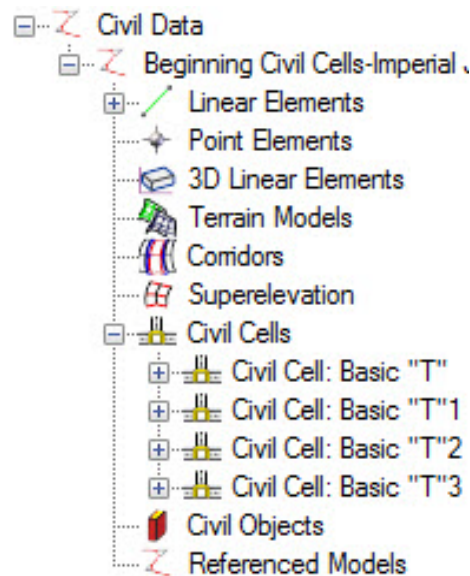 Civil Data
Beginning Civil Cells-Imperial
Linear Elements
Point Elements
3D Linear Elements
Terrain Models
Corridors
Superelevation
Civil Cells
Civil Cell: Basic "T"
Civil Cell: Basic "T"1
Civil Cell: Basic "T"2
Civil Cell: Basic "T"3
Civil Objects
Referenced Models